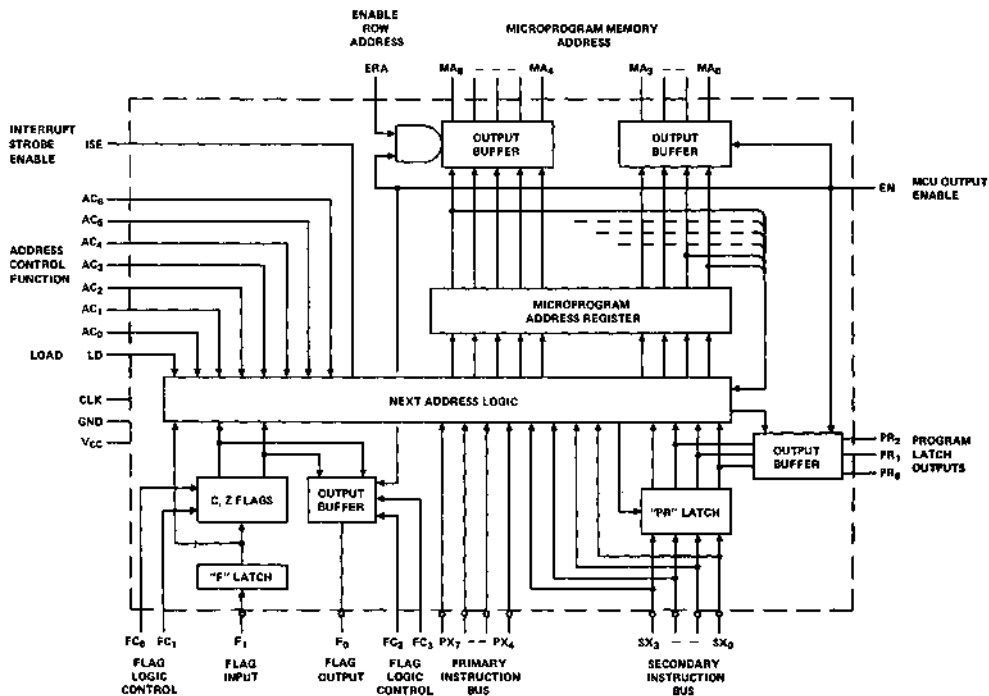 ENABLE
ROW
ADDRESS
MICROPROGRAM MEMORY
ADDRESS
ERA
MA8
MA4
MA3
MA0
INTERRUPT
STROBE
ENABLE
ISE
OUTPUT
BUFFER
OUTPUT
BUFFER
EN
MCU OUTPUT
ENABLE
ADDRESS
CONTROL
FUNCTION
AC6
AC5
AC4
AC3
AC2
AC1
AC0
LOAD
LD
CLK
GND
VCC
MICROPROGRAM
ADDRESS REGISTER
NEXT ADDRESS LOGIC
C, Z FLAGS
OUTPUT
BUFFER
"F" LATCH
"PR" LATCH
OUTPUT
BUFFER
PR2
PR1
PR0
PROGRAM
LATCH
OUTPUTS
FC0
FC1
FLAG
LOGIC
CONTROL
F1
FLAG
INPUT
F0
FLAG
OUTPUT
FC2
FC3
FLAG
LOGIC
CONTROL
PX7
PX4
PRIMARY
INSTRUCTION
BUS
SX3
SX0
SECONDARY
INSTRUCTION
BUS